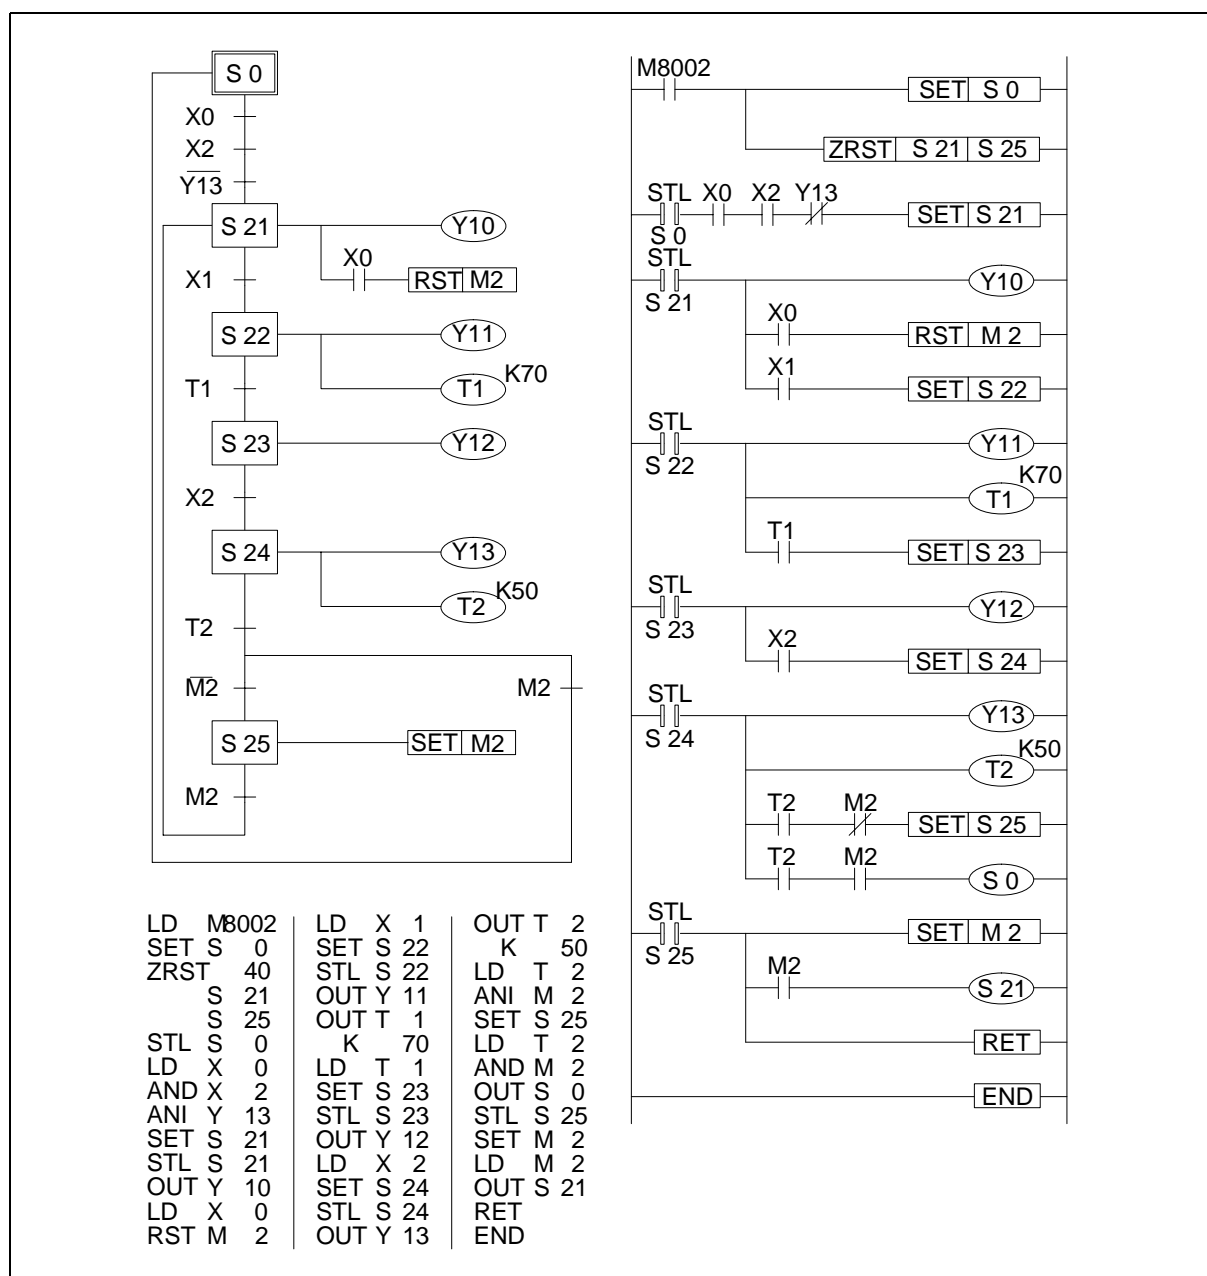 S 0
X0
X2
Y13
S 21
Y10
X0
RST M2
X1
S 22
Y11
T1
K70
T1
S 23
Y12
X2
S 24
Y13
T2
K50
T2
M2
M2
S 25
SET M2
M2
M8002
SET S 0
ZRST S 21 S 25
STL X0 X2 Y13
SET S 21
S 0
STL
Y10
S 21
X0
RST M 2
X1
SET S 22
STL
Y11
S 22
K70
T1
T1
SET S 23
STL
Y12
S 23
X2
SET S 24
STL
Y13
S 24
K50
T2
T2 M2
SET S 25
T2 M2
S 0
STL
SET M 2
S 25
M2
S 21
RET
END
LD M8002
SET S 0
ZRST 40
S 21
S 25
STL S 0
LD X 0
AND X 2
ANI Y 13
SET S 21
STL S 21
OUT Y 10
LD X 0
RST M 2
LD X 1
SET S 22
STL S 22
OUT Y 11
OUT T 1
K 70
LD T 1
SET S 23
STL S 23
OUT Y 12
LD X 2
SET S 24
STL S 24
OUT Y 13
OUT T 2
K 50
LD T 2
ANI M 2
SET S 25
LD T 2
AND M 2
OUT S 0
STL S 25
SET M 2
LD M 2
OUT S 21
RET
END